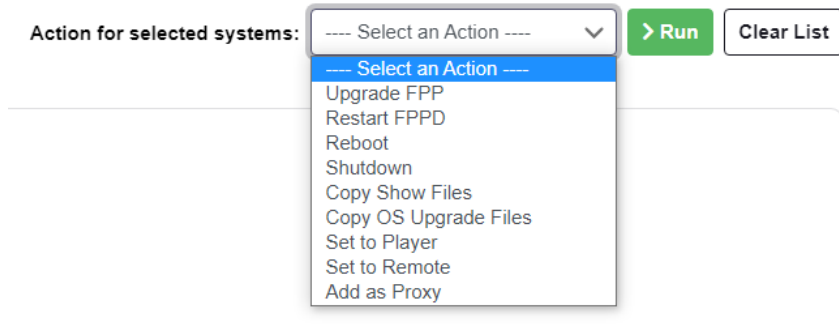 Action for selected systems: ---- Select an Action ---- > Run Clear List
---- Select an Action ----
Upgrade FPP
Restart FPPD
Reboot
Shutdown
Copy Show Files
Copy OS Upgrade Files
Set to Player
Set to Remote
Add as Proxy